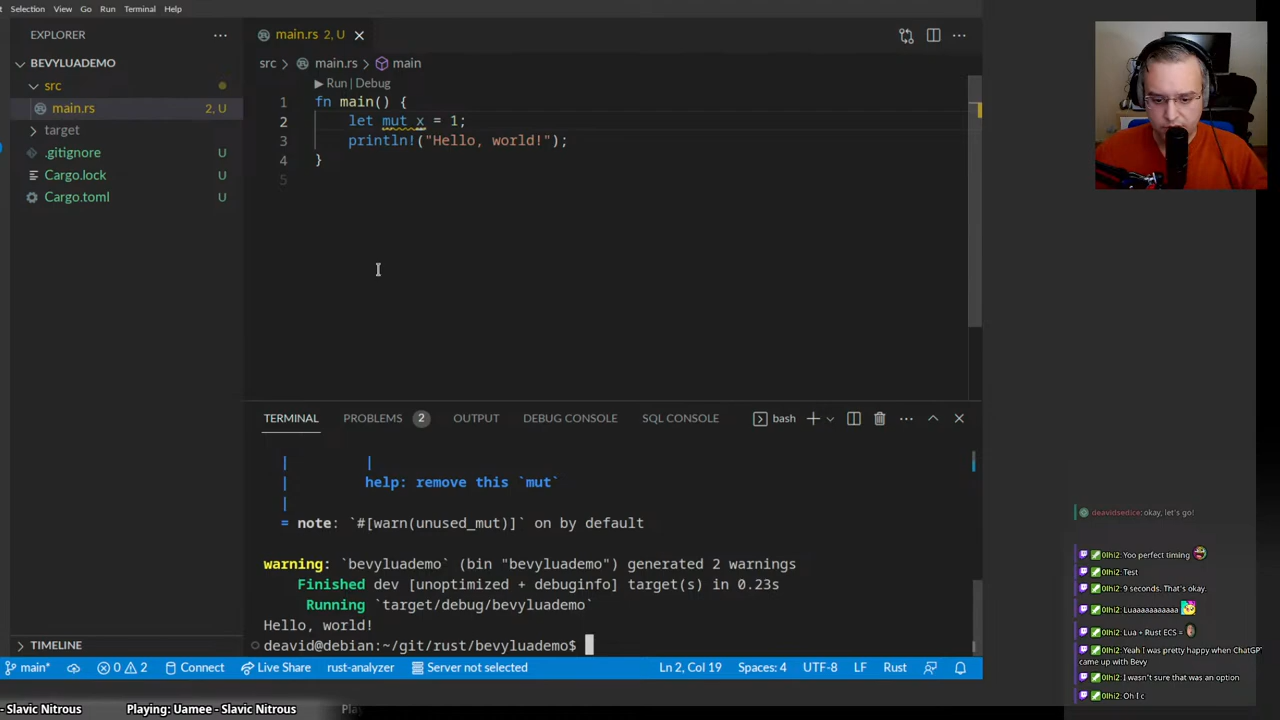 Selection View Go Run Terminal Help
EXPLORER
BEVYLUADEMO
src
main.rs 2, U
target
.gitignore U
Cargo.lock U
Cargo.toml U
TIMELINE
main.rs 2, U
src > main.rs > main
Run | Debug
1 fn main() {
2 let mut x = 1;
3 println!("Hello, world!");
4 }
5
TERMINAL PROBLEMS 2 OUTPUT DEBUG CONSOLE SQL CONSOLE bash
| |
| help: remove this `mut`
|
= note: `#[warn(unused_mut)]` on by default
warning: `bevyluademo` (bin "bevyluademo") generated 2 warnings
Finished dev [unoptimized + debuginfo] target(s) in 0.23s
Running `target/debug/bevyluademo`
Hello, world!
deavid@debian:~/git/rust/bevyluademo$
main* 0 2 Connect Live Share rust-analyzer Server not selected Ln 2, Col 19 Spaces: 4 UTF-8 LF Rust
- Slavic Nitrous Playing: Uamee - Slavic Nitrous Pla
deavidsedice: okay, let's go!
0lhi2: Yoo perfect timing
0lhi2: Test
0lhi2: 9 seconds. That's okay.
0lhi2: Luaaaaaaaaaaa
0lhi2: Lua + Rust ECS =
0lhi2: Yeah I was pretty happy when ChatGPT
came up with Bevy
0lhi2: I wasn't sure that was an option
0lhi2: Oh I c